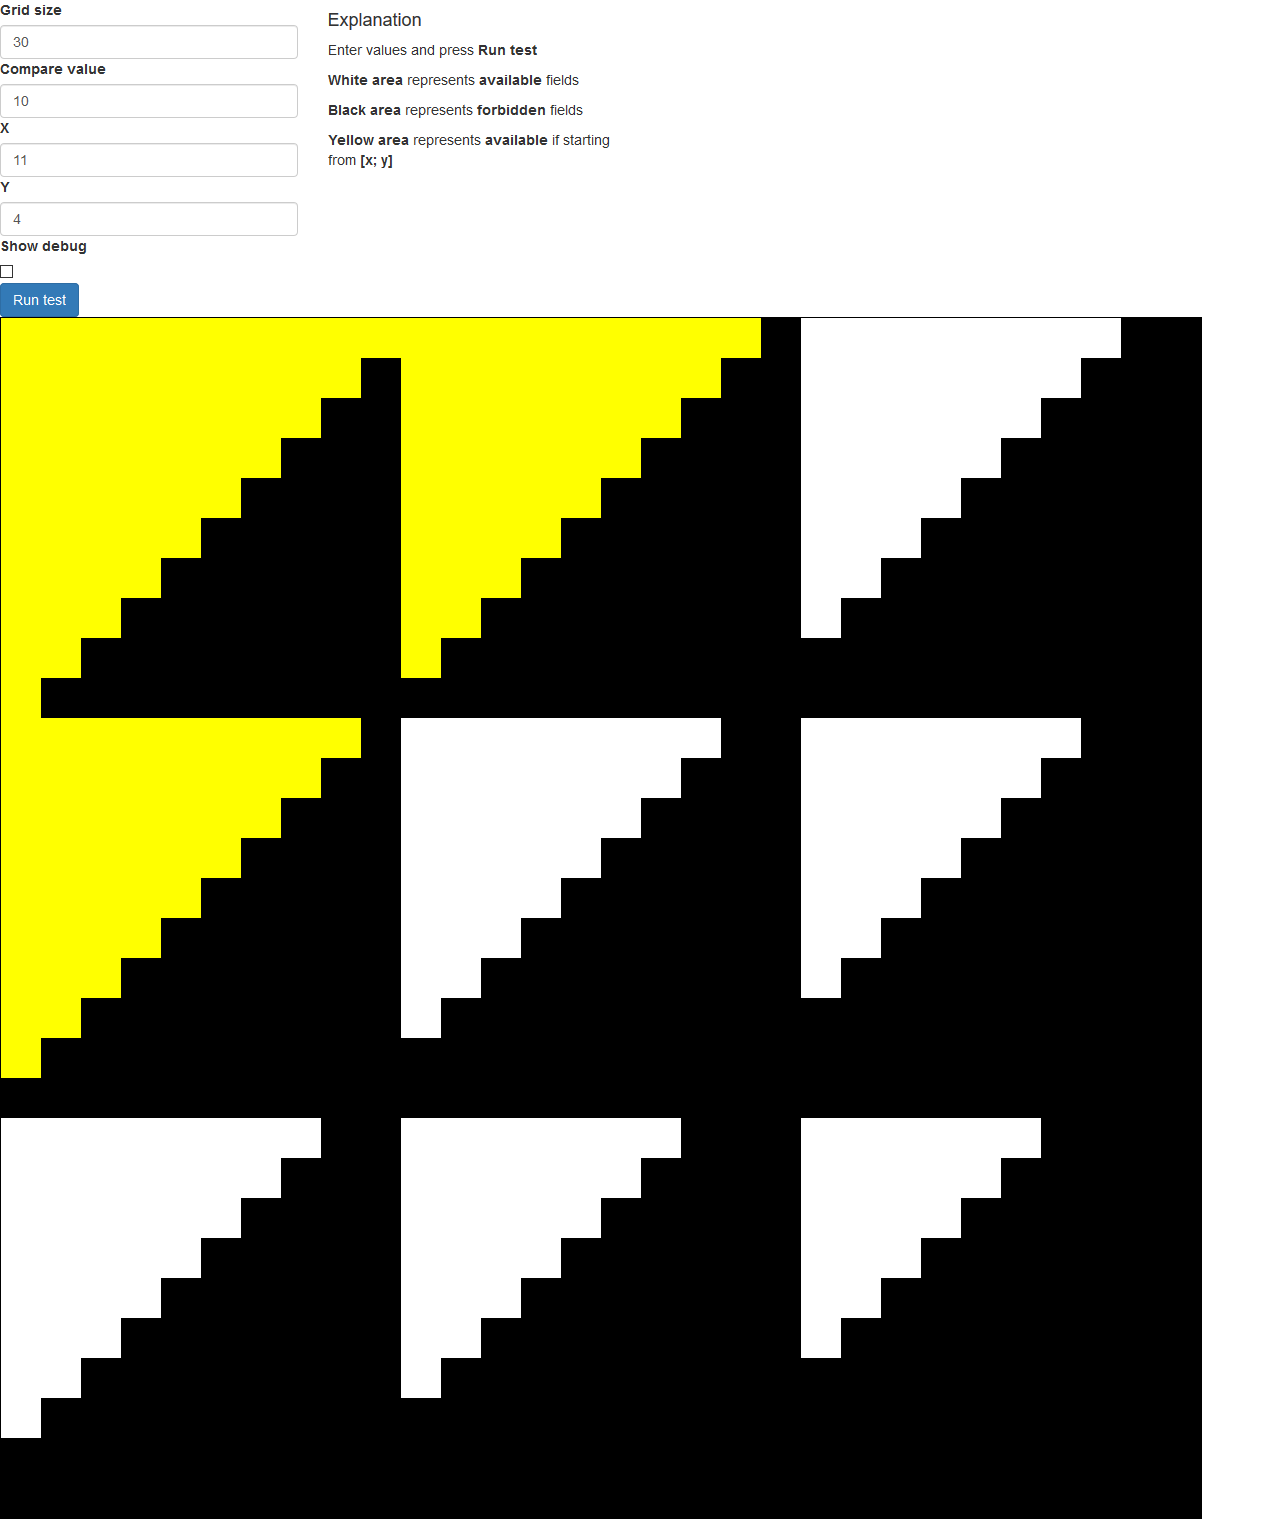 Grid size
30
Compare value
10
X
11
Y
4
Show debug
Run test
Explanation
Enter values and press Run test
White area represents available fields
Black area represents forbidden fields
Yellow area represents available if starting
from [x; y]